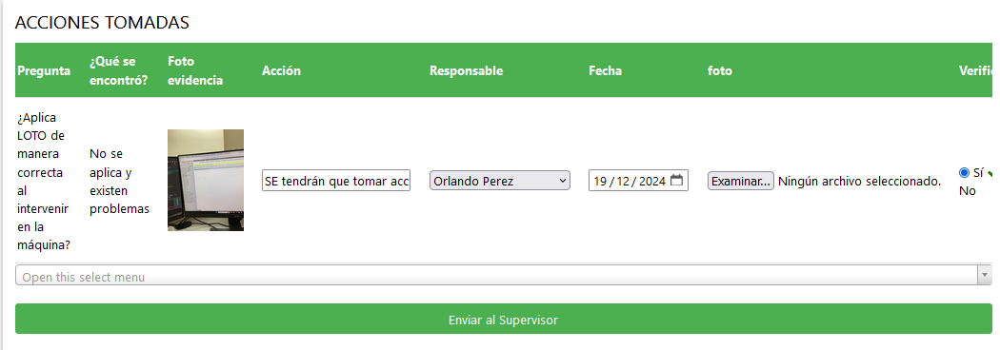 ACCIONES TOMADAS
Pregunta
¿Qué se
encontró?
Foto
evidencia
Acción
Responsable
Fecha
foto
Verific
¿Aplica
LOTO de
manera
correcta
al
intervenir
en la
máquina?
No se
aplica y
existen
problemas
SE tendrán que tomar acc
Orlando Perez
19/12/2024
Examinar... Ningún archivo seleccionado.
Sí
No
Open this select menu
Enviar al Supervisor